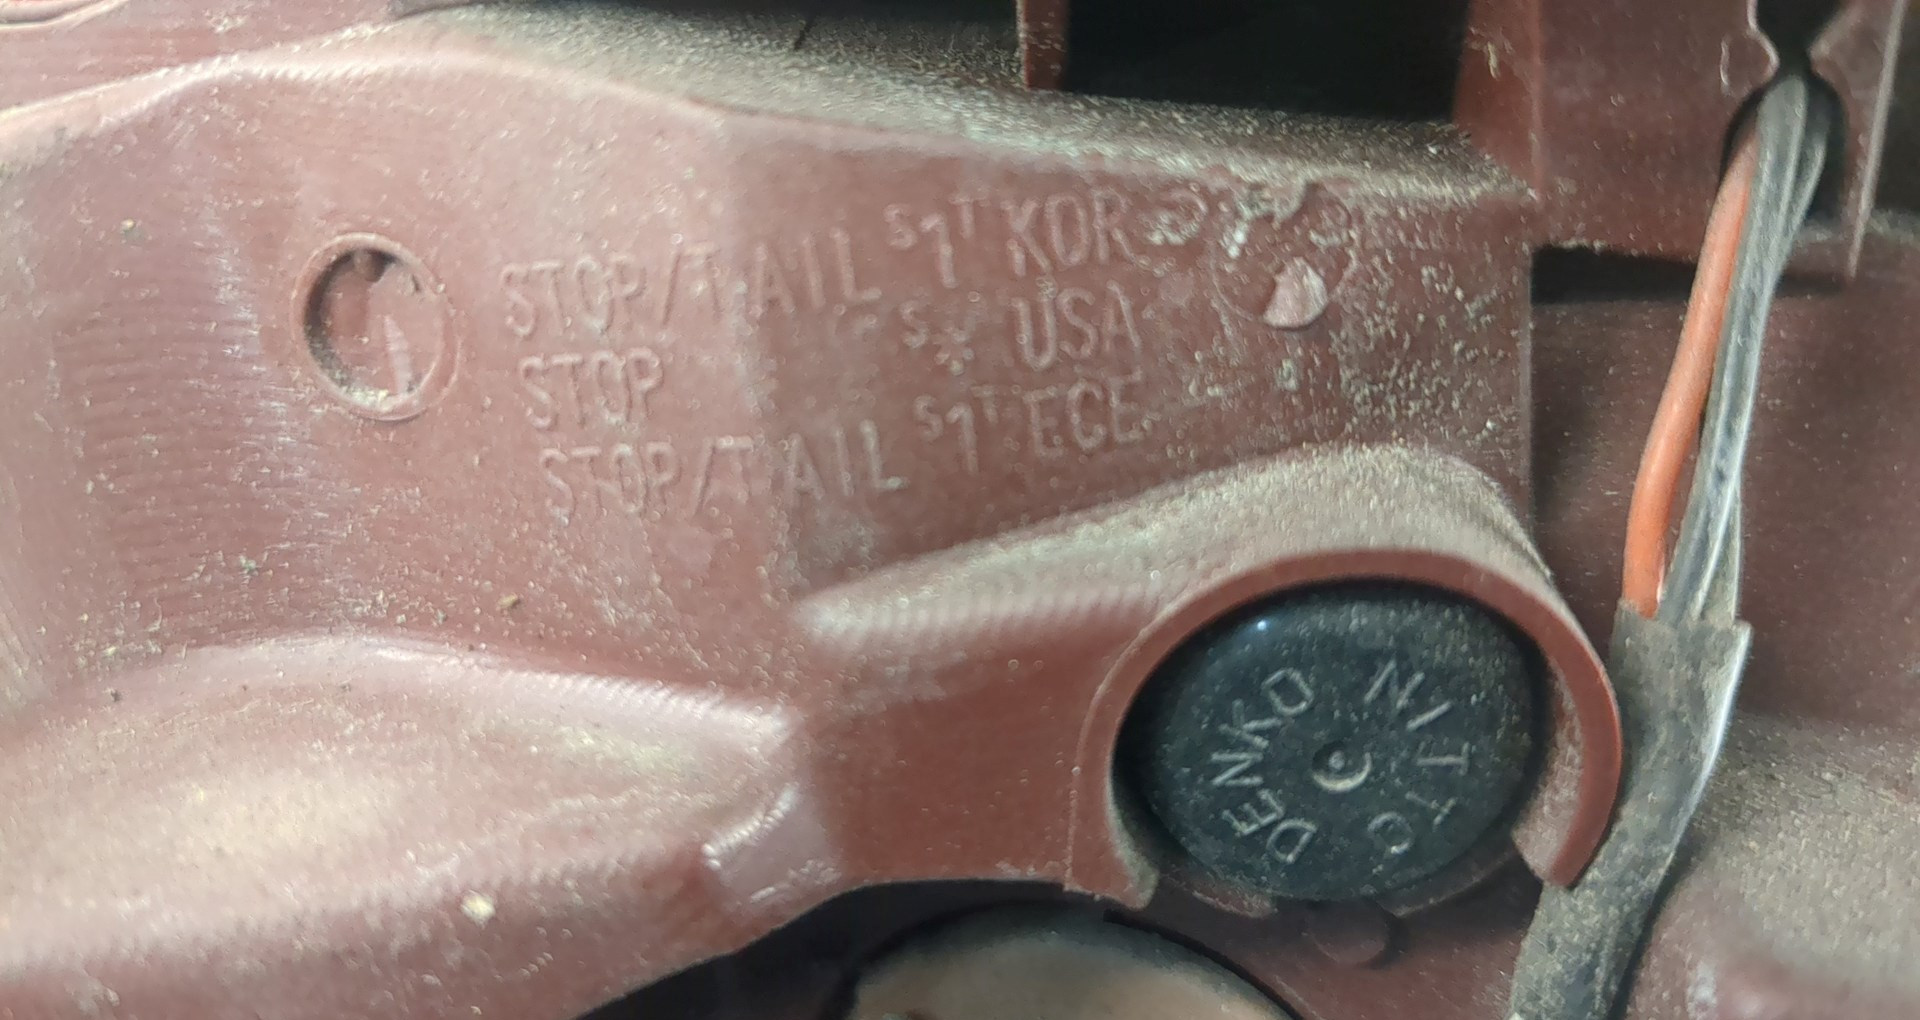 STOP/TAIL S1T KOR
STOP S USA
STOP/TAIL S1T ECE
NITTO
DENKO